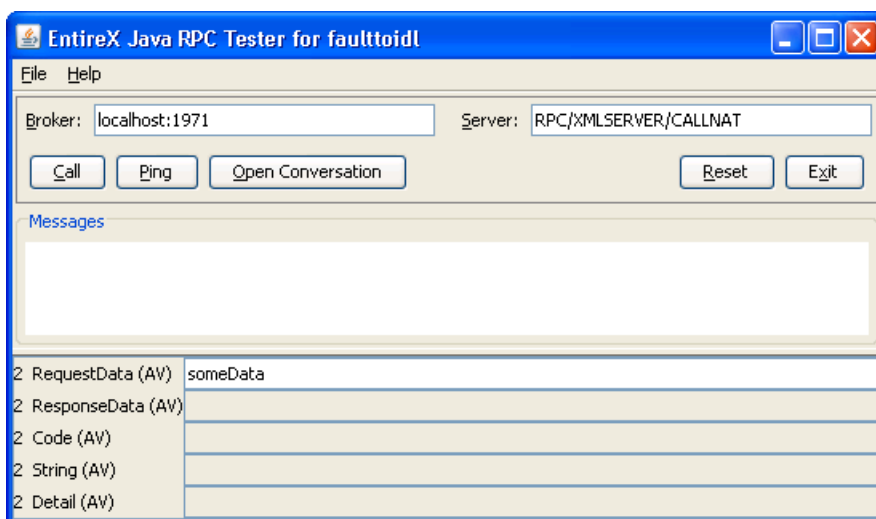 EntireX Java RPC Tester for faulttoidl
File Help
Broker: localhost:1971 Server: RPC/XMLSERVER/CALLNAT
Call Ping Open Conversation Reset Exit
Messages
2 RequestData (AV) someData
2 ResponseData (AV)
2 Code (AV)
2 String (AV)
2 Detail (AV)